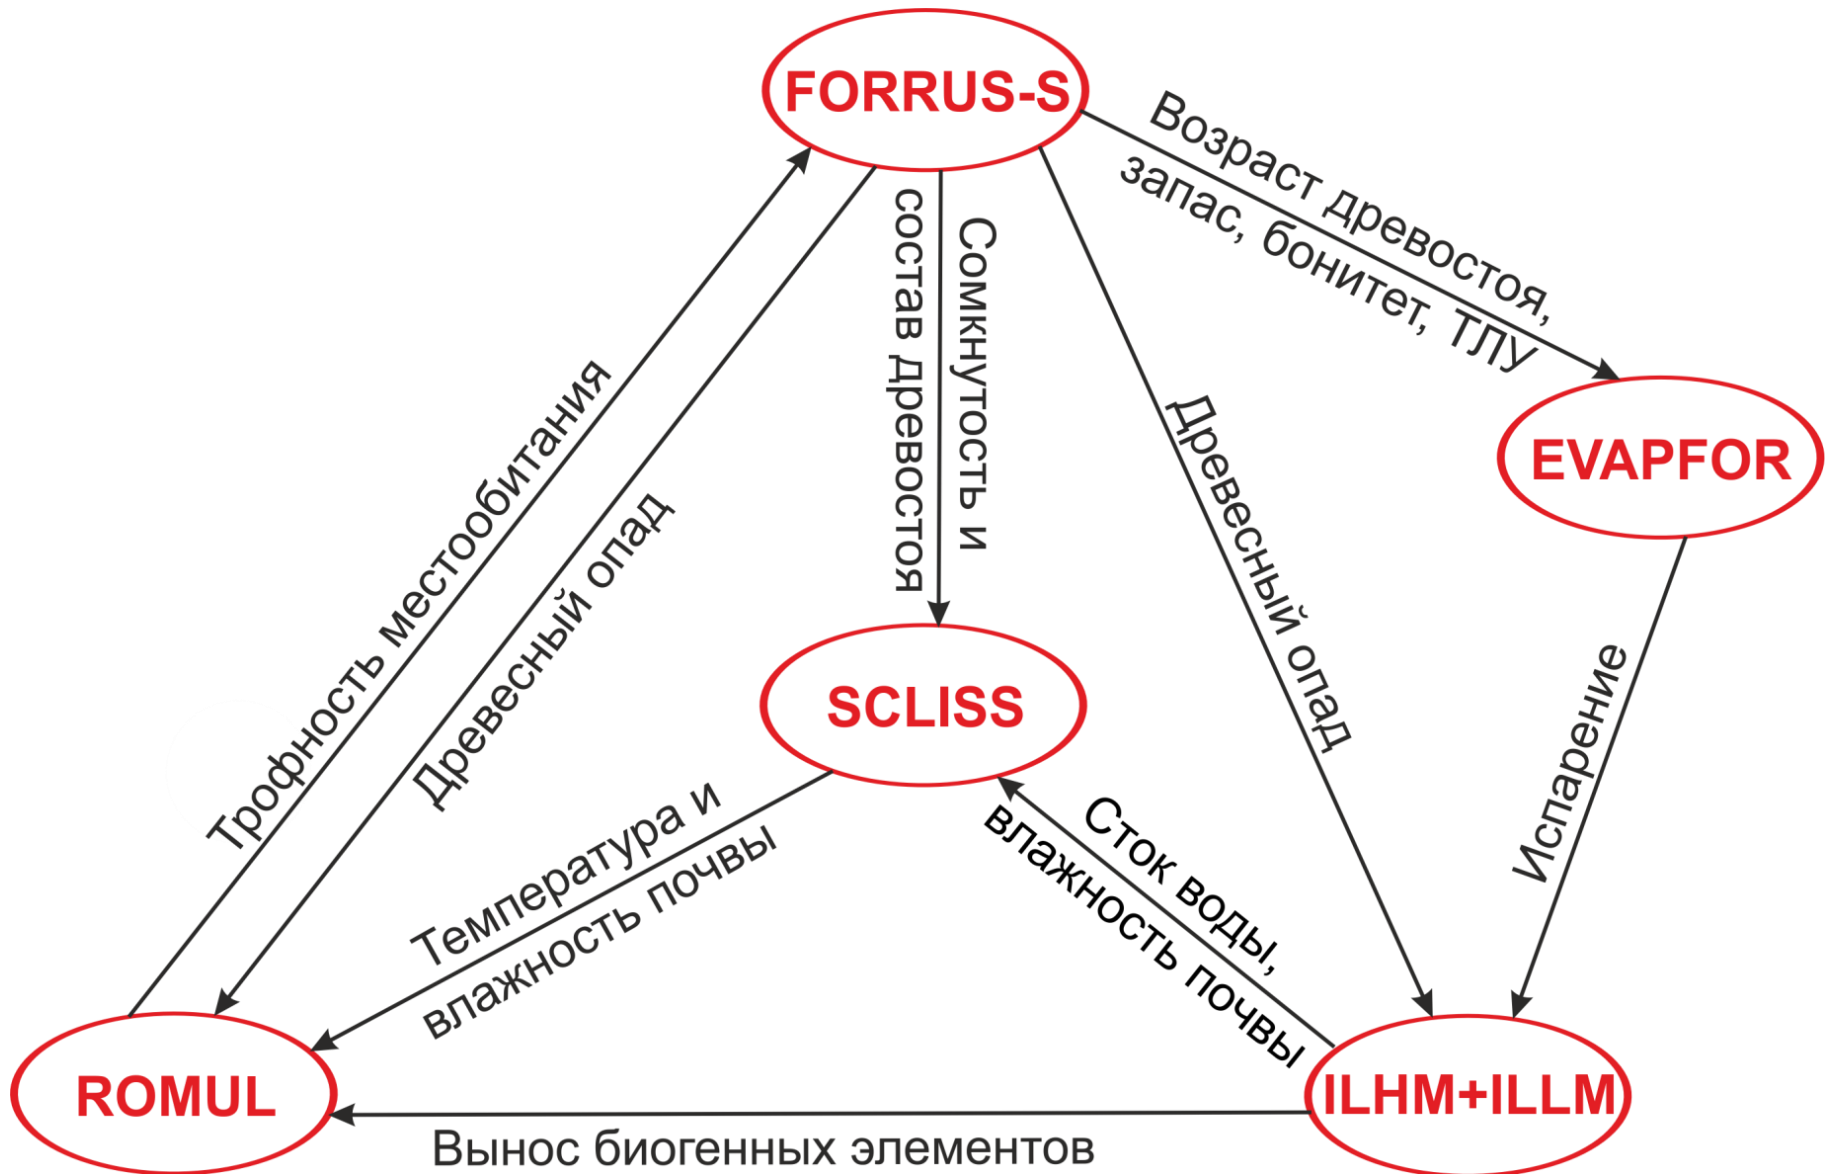 FORRUS-S
Возраст древостоя,
запас, бонитет, ТЛУ
Сомкнутость и
состав древостоя
Древесный опад
EVAPFOR
Трофность местообитания
Древесный опад
SCLISS
Испарение
Температура и
влажность почвы
Сток воды,
влажность почвы
ROMUL
ILHM+ILLM
Вынос биогенных элементов